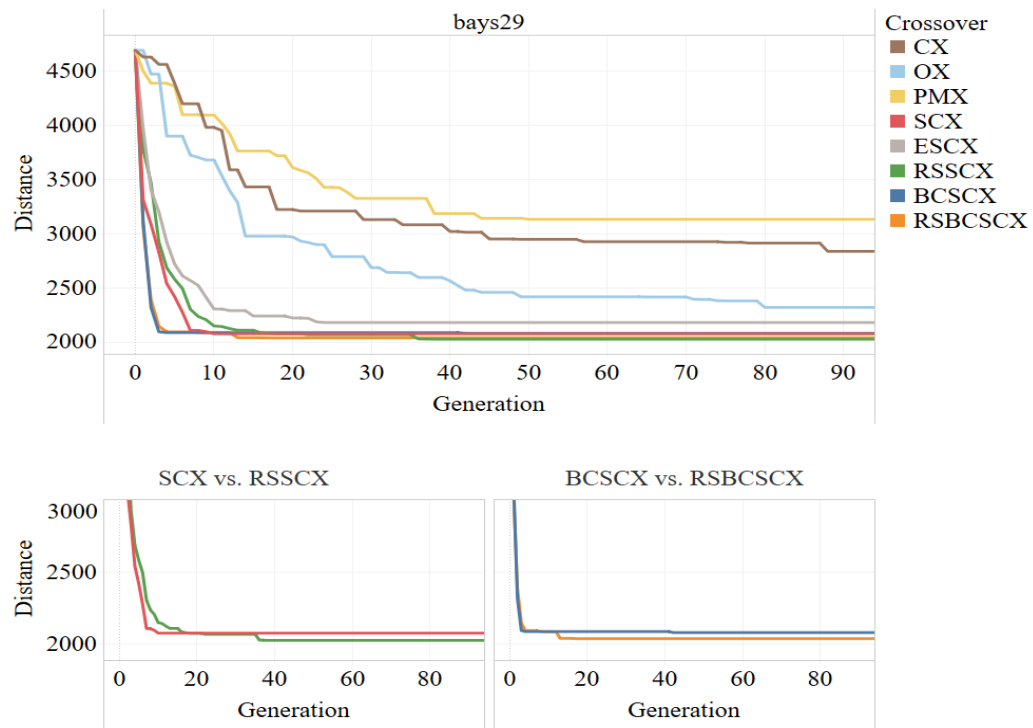 bays29
Crossover
CX
OX
PMX
SCX
ESCX
RSSCX
BCSCX
RSBCSCX
Distance
4500
4000
3500
3000
2500
2000
0 10 20 30 40 50 60 70 80 90
Generation
SCX vs. RSSCX
BCSCX vs. RSBCSCX
Distance
3000
2500
2000
0 20 40 60 80
0 20 40 60 80
Generation
Generation